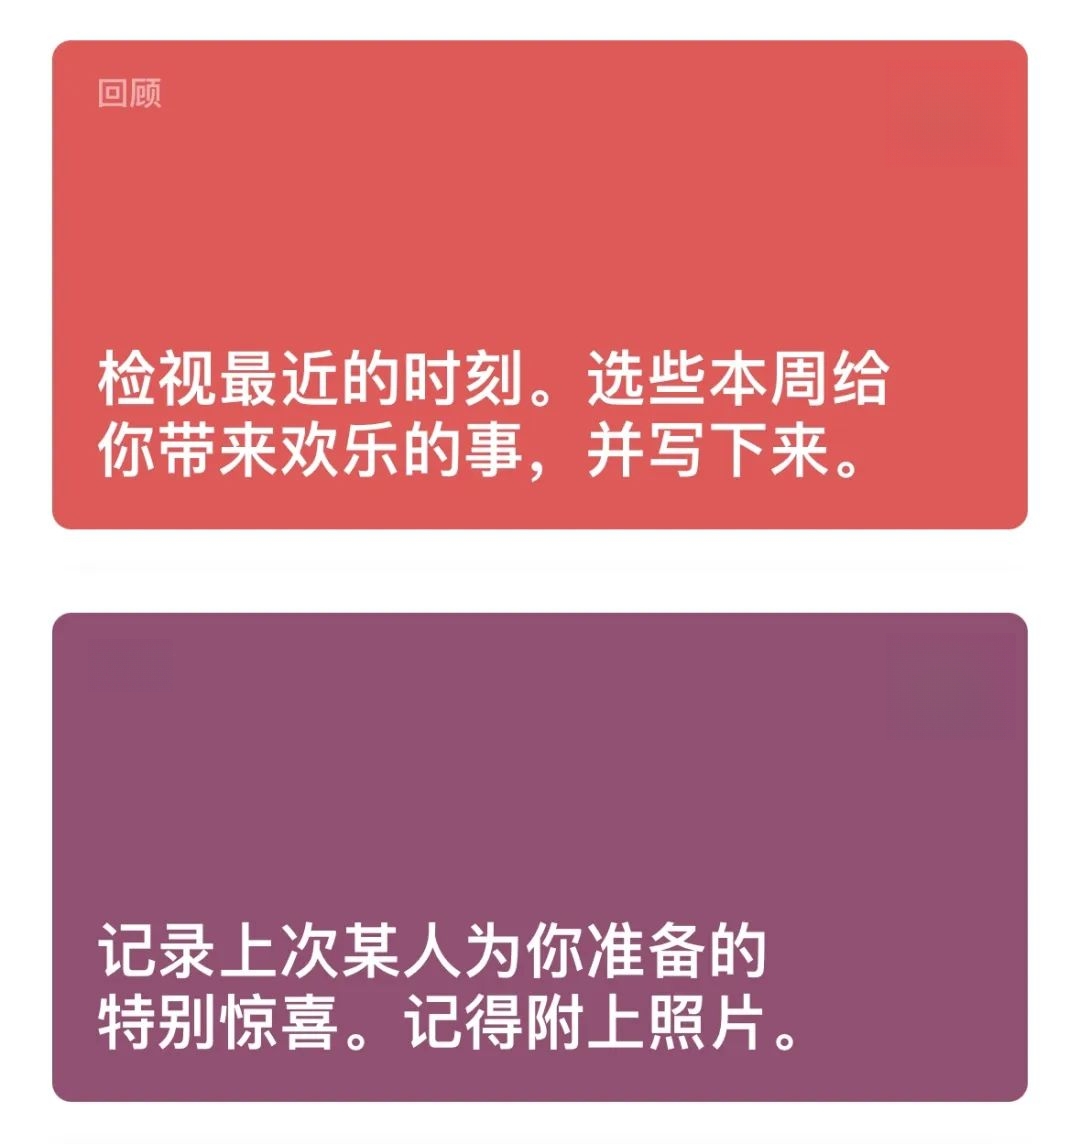 回顾
检视最近的时刻。选些本周给
你带来欢乐的事，并写下来。
记录上次某人为你准备的
特别惊喜。记得附上照片。